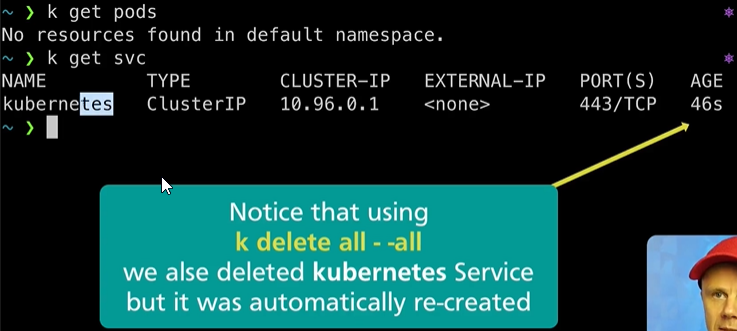 ~ ❯ k get pods
No resources found in default namespace.
~ ❯ k get svc
NAME TYPE CLUSTER-IP EXTERNAL-IP PORT(S) AGE
kubernetes ClusterIP 10.96.0.1 <none> 443/TCP 46s
~ ❯
Notice that using
k delete all - -all
we alse deleted kubernetes Service
but it was automatically re-created